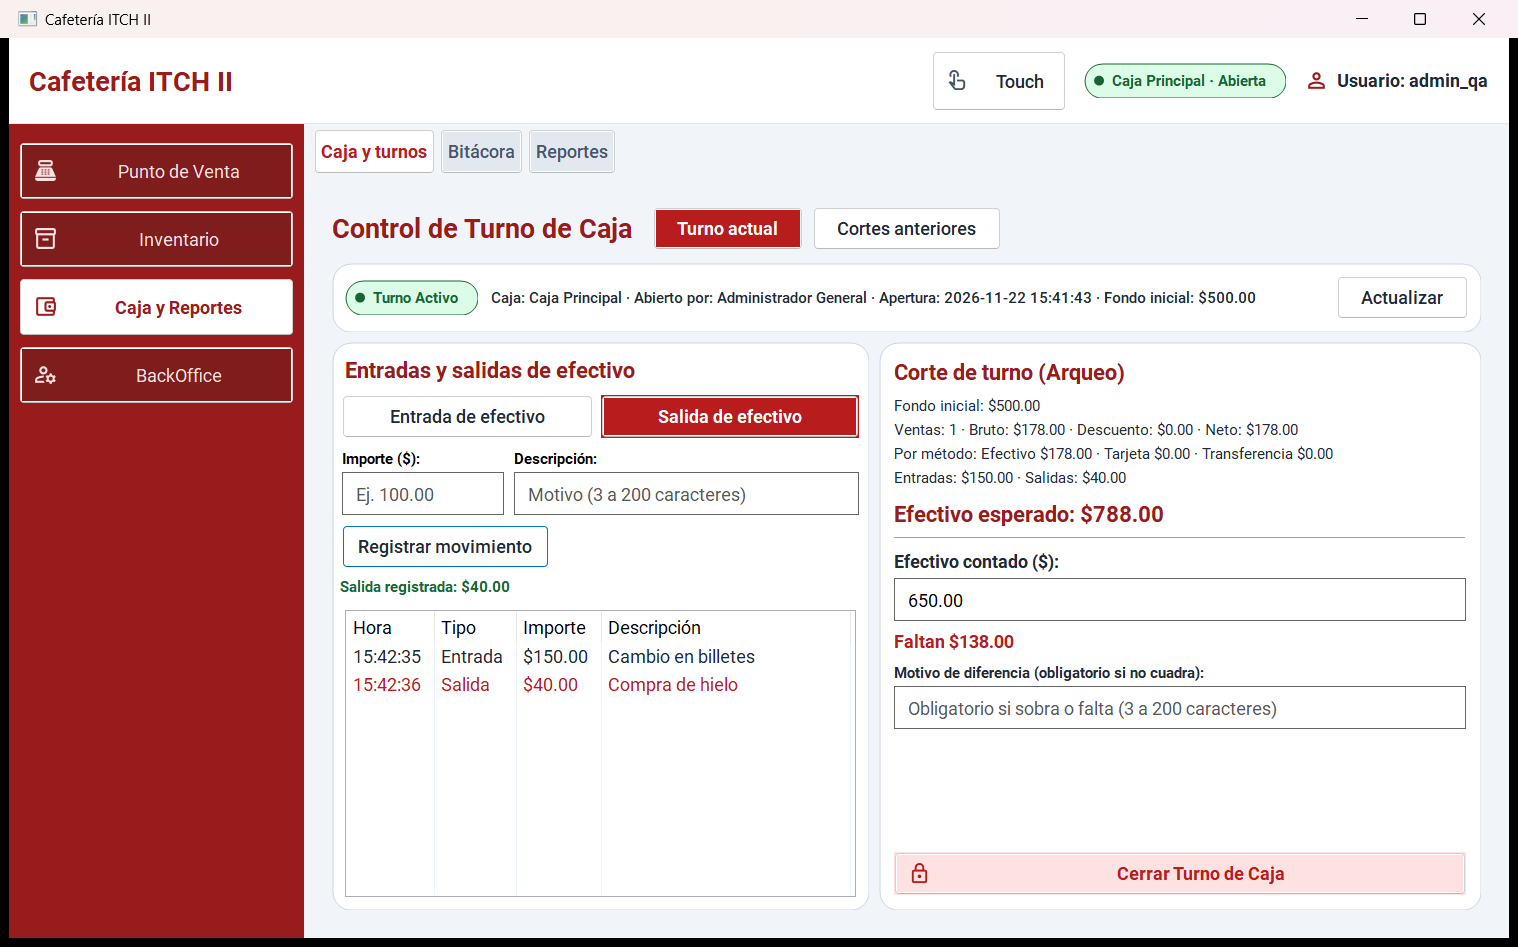 Cafetería ITCH II
Cafetería ITCH II
Touch
Caja Principal · Abierta
Usuario: admin_qa
Punto de Venta
Inventario
Caja y Reportes
BackOffice
Caja y turnos
Bitácora
Reportes
Control de Turno de Caja
Turno actual
Cortes anteriores
Turno Activo
Caja: Caja Principal · Abierto por: Administrador General · Apertura: 2026-11-22 15:41:43 · Fondo inicial: $500.00
Actualizar
Entradas y salidas de efectivo
Entrada de efectivo
Salida de efectivo
Importe ($):
Descripción:
Ej. 100.00
Motivo (3 a 200 caracteres)
Registrar movimiento
Salida registrada: $40.00
Hora Tipo Importe Descripción
15:42:35 Entrada $150.00 Cambio en billetes
15:42:36 Salida $40.00 Compra de hielo
Corte de turno (Arqueo)
Fondo inicial: $500.00
Ventas: 1 · Bruto: $178.00 · Descuento: $0.00 · Neto: $178.00
Por método: Efectivo $178.00 · Tarjeta $0.00 · Transferencia $0.00
Entradas: $150.00 · Salidas: $40.00
Efectivo esperado: $788.00
Efectivo contado ($):
650.00
Faltan $138.00
Motivo de diferencia (obligatorio si no cuadra):
Obligatorio si sobra o falta (3 a 200 caracteres)
Cerrar Turno de Caja